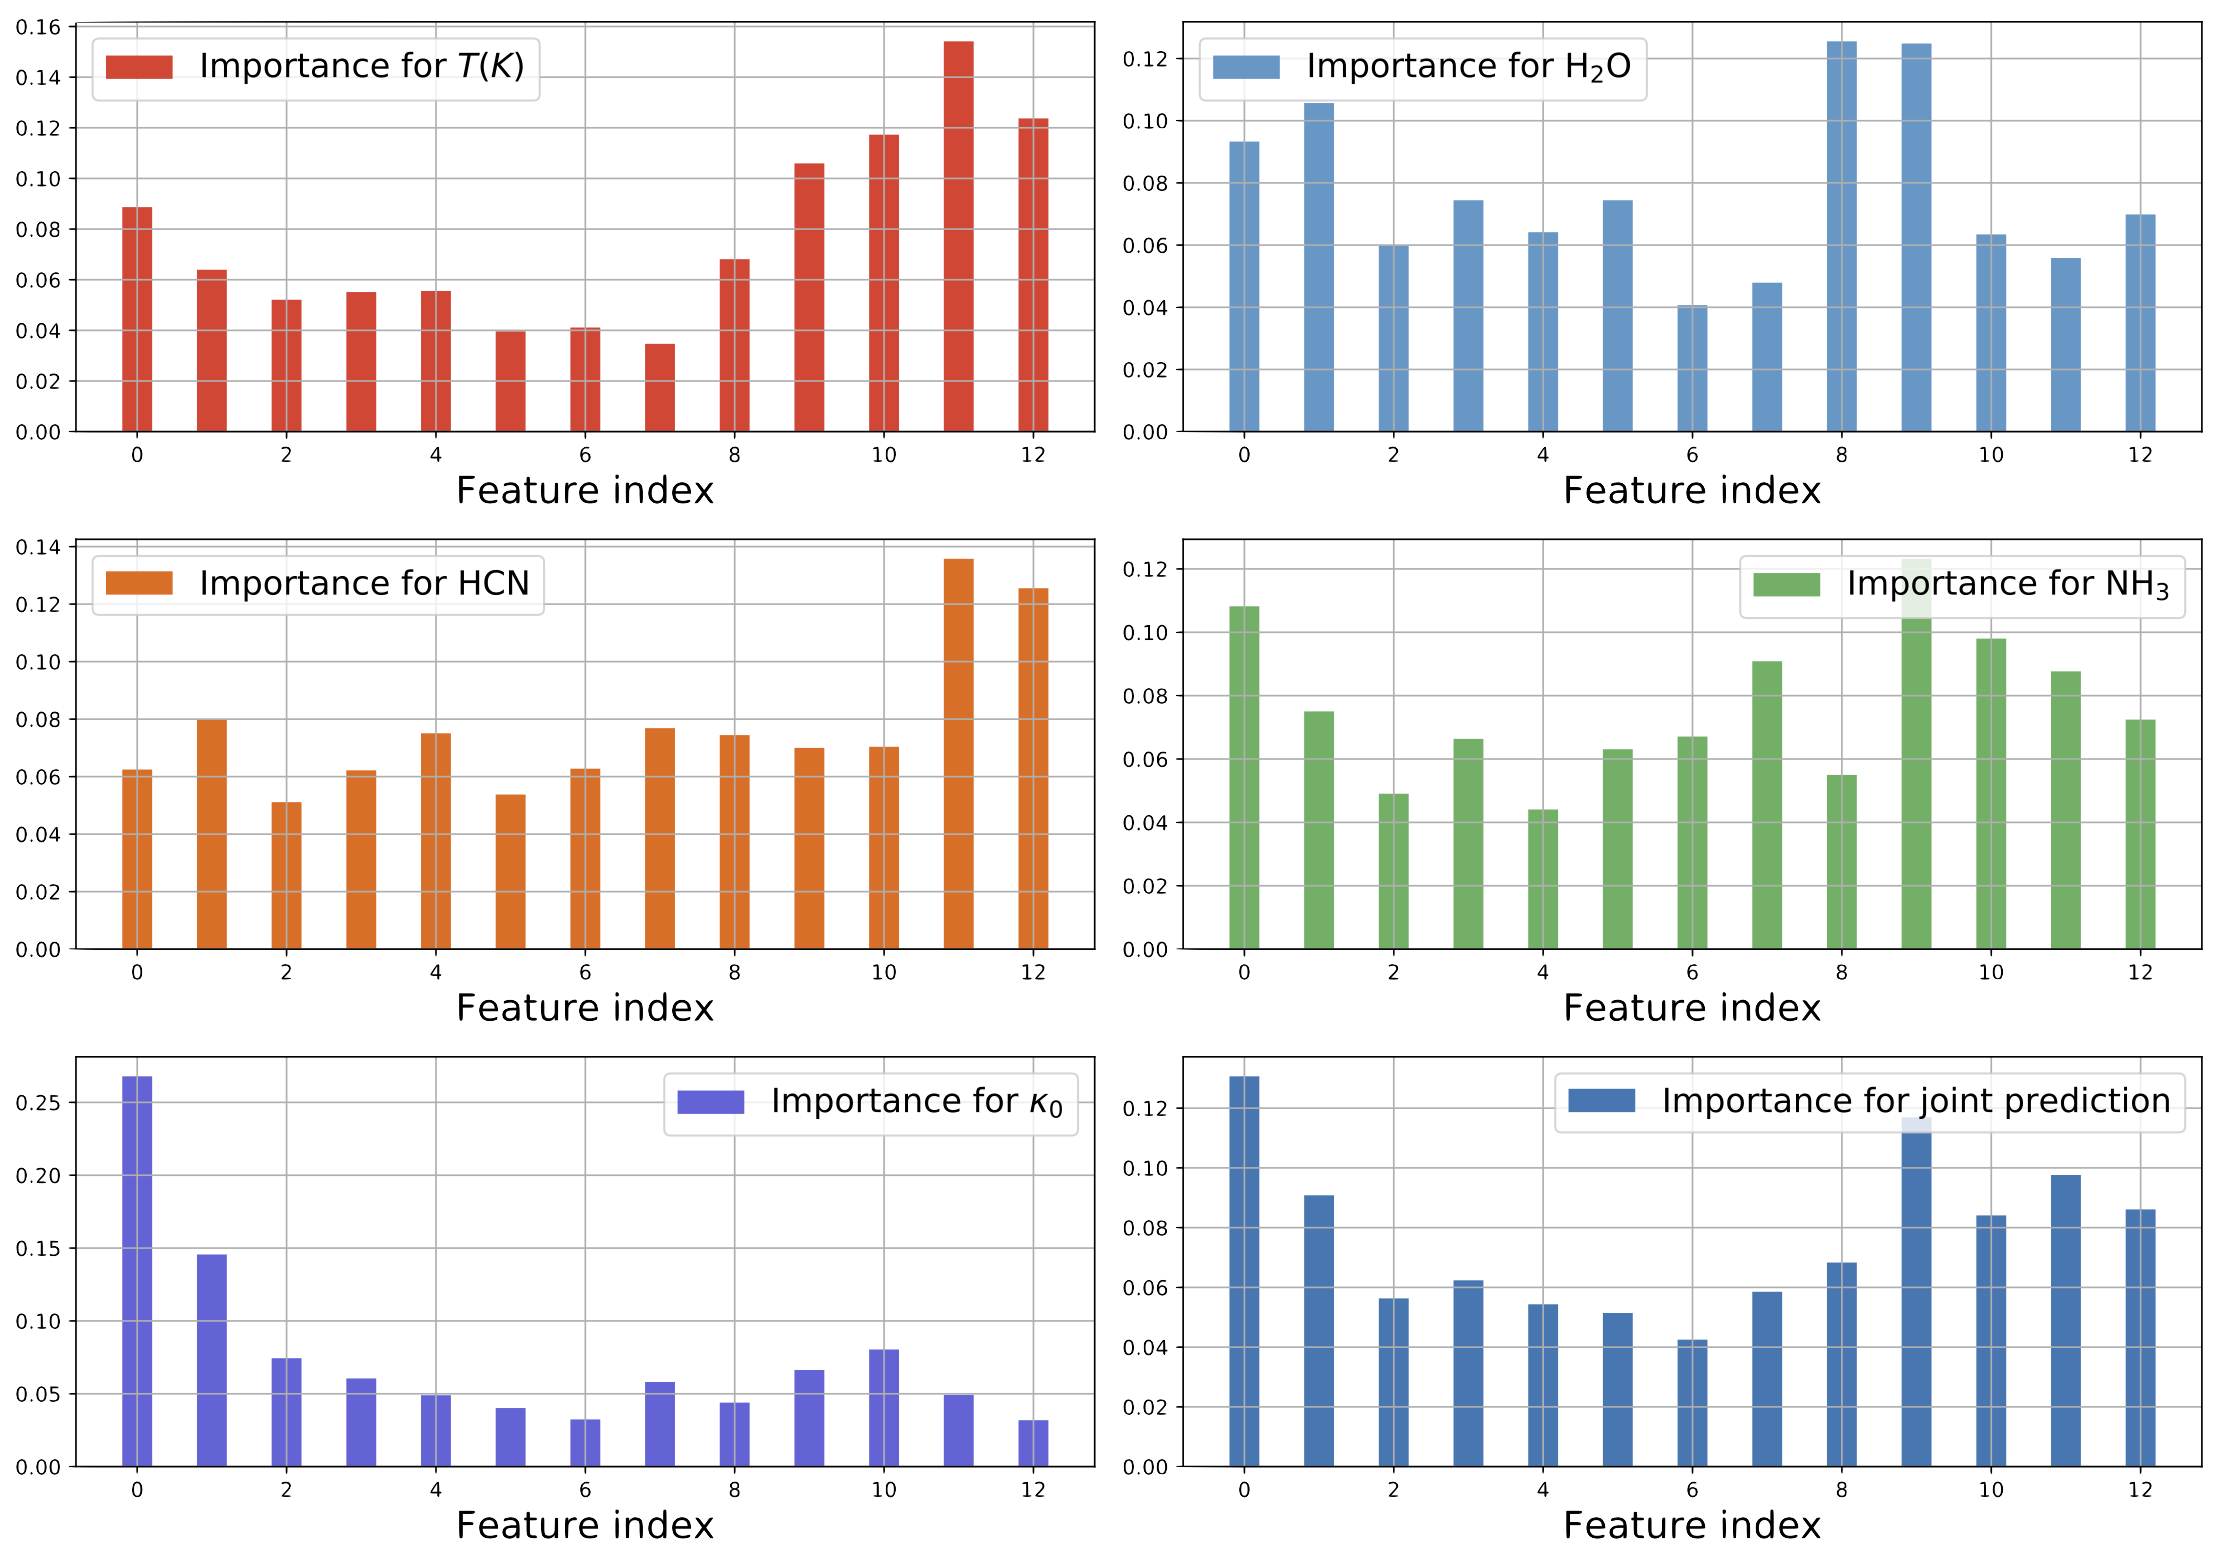 0.16
0.14
0.12
0.10
0.08
0.06
0.04
0.02
0.00
Importance for T(K)
0 2 4 6 8 10 12
Feature index
0.12
0.10
0.08
0.06
0.04
0.02
0.00
Importance for H₂O
0 2 4 6 8 10 12
Feature index
0.14
0.12
0.10
0.08
0.06
0.04
0.02
0.00
Importance for HCN
0 2 4 6 8 10 12
Feature index
0.12
0.10
0.08
0.06
0.04
0.02
0.00
Importance for NH₃
0 2 4 6 8 10 12
Feature index
0.25
0.20
0.15
0.10
0.05
0.00
Importance for κ₀
0 2 4 6 8 10 12
Feature index
0.12
0.10
0.08
0.06
0.04
0.02
0.00
Importance for joint prediction
0 2 4 6 8 10 12
Feature index